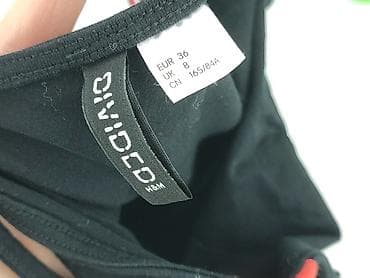 EUR 36
UK 8
CN 165/84A
DIVIDED
H&M